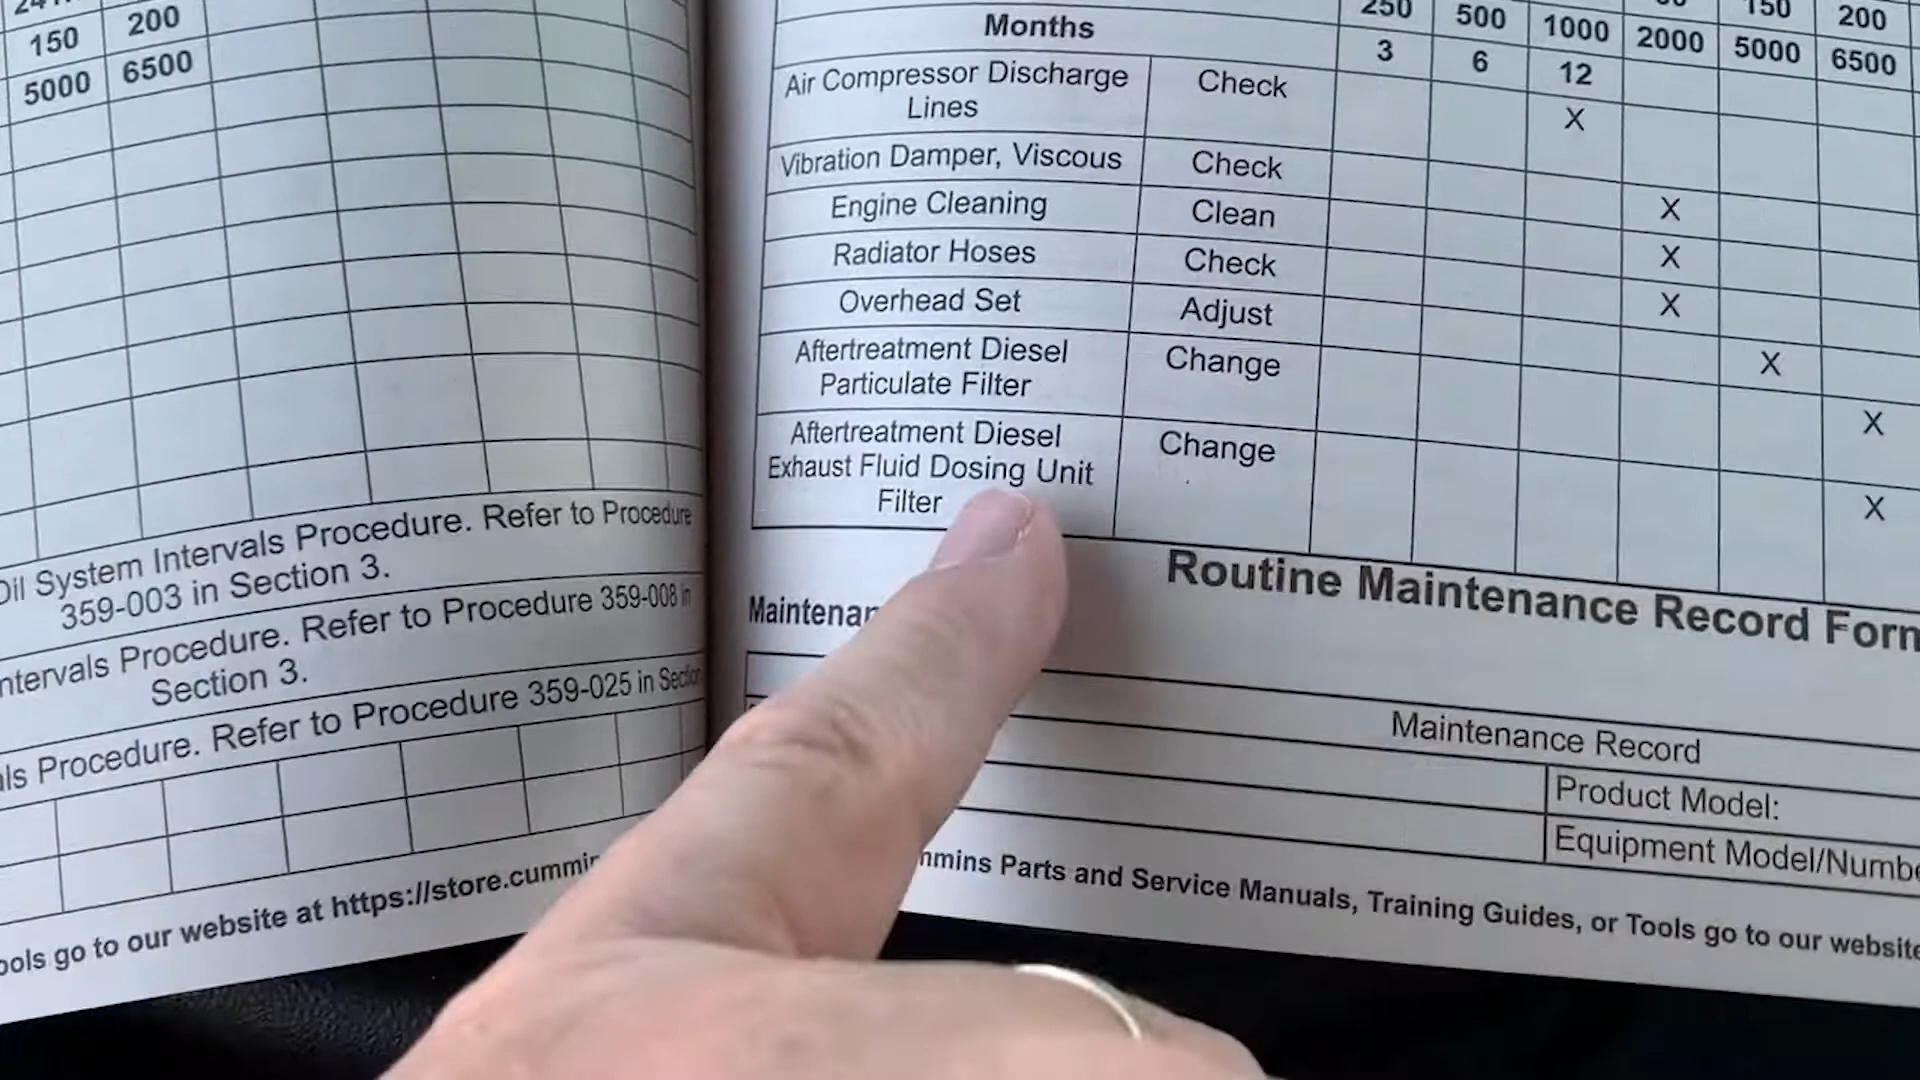 150 200
5000 6500
Oil System Intervals Procedure. Refer to Procedure
359-003 in Section 3.
Intervals Procedure. Refer to Procedure 359-008 in
Section 3.
Procedure. Refer to Procedure 359-025 in Section
go to our website at https://store.cummin
250 500 1000 2000 5000 6500
150 200
Months 3 6 12
Air Compressor Discharge Check X
Lines
Vibration Damper, Viscous Check
Engine Cleaning Clean X
Radiator Hoses Check X
Overhead Set Adjust X
Aftertreatment Diesel Change X
Particulate Filter
X
Aftertreatment Diesel Change
Exhaust Fluid Dosing Unit
Filter X
Routine Maintenance Record Form
Maintenan
Maintenance Record
Product Model:
Equipment Model/Numbe
mmins Parts and Service Manuals, Training Guides, or Tools go to our website